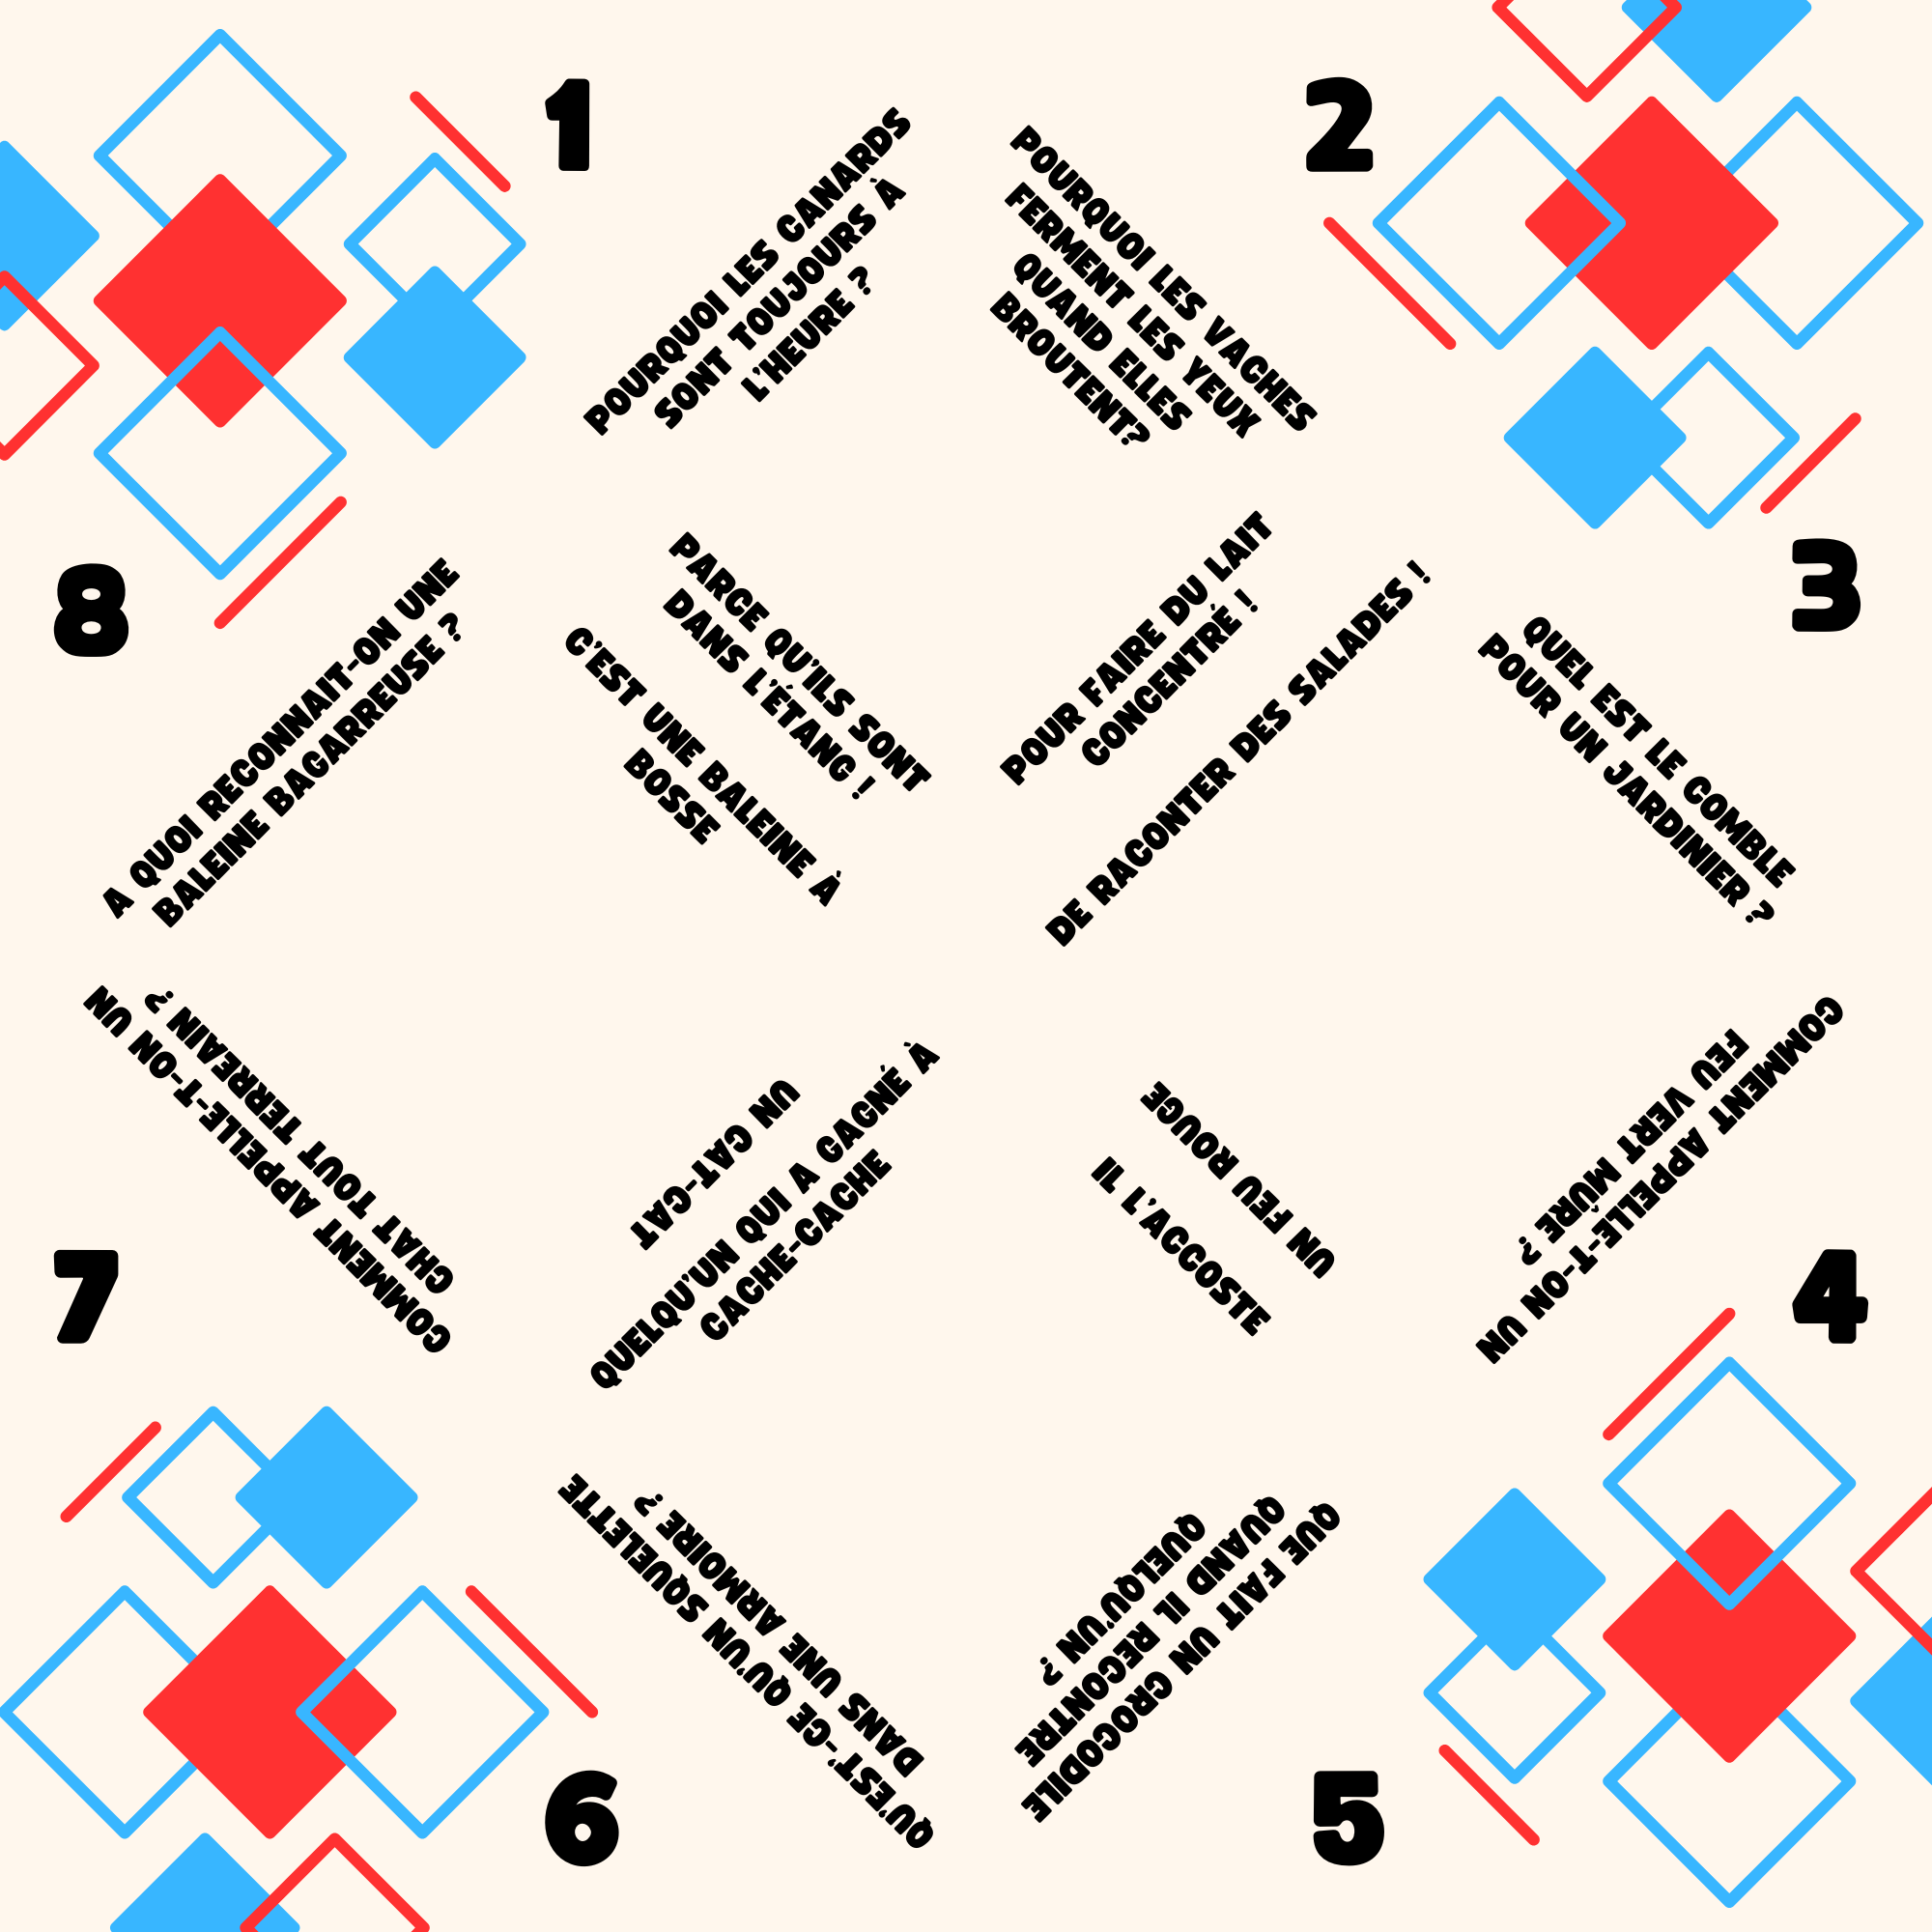 1
POURQUOI LES CANARDS
SONT TOUJOURS À
L'HEURE ?
2
POURQUOI LES VACHES
FERMENT LES YEUX
QUAND ELLES
BROUTENT?
3
QUEL EST LE COMBLE
POUR UN JARDINIER ?
4
COMMENT APPELLE-T-ON UN
FEU VERT MÛRE ?
5
QUE FAIT UN CROCODILE
QUAND IL RECONTRE
QUELQU'UN ?
6
QU'EST-CE QU'UN SQUELETTE
DANS UNE ARMOIRE ?
7
COMMENT APPELLE-T-ON UN
CHAT TOUT TERREAIN ?
8
A QUOI RECONNAIT-ON UNE
BALEINE BAGARREUSE ?
PARCE QU'ILS SONT
DANS L'ÉTANG !
C'EST UNE BALEINE À
BOSSE
POUR FAIRE DU LAIT
CONCENTRÉ !
DE RACONTER DES SALADES !
UN FEU ROUGE
IL L'ACCOSTE
QUELQU'UN QUI A GAGNÉ À
CACHE-CACHE
UN CAT-CAT